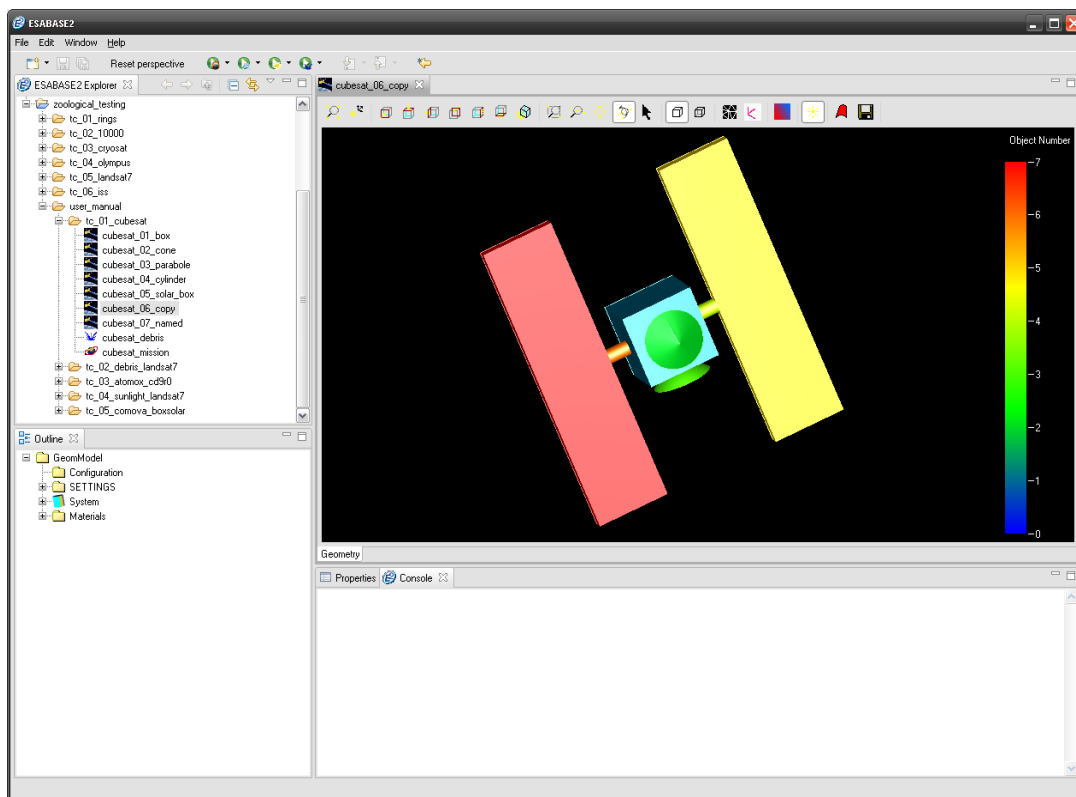 ESABASE2
File Edit Window Help
Reset perspective
ESABASE2 Explorer
zoological_testing
tc_01_rings
tc_02_10000
tc_03_cryosat
tc_04_olympus
tc_05_landsat7
tc_06_iss
user_manual
tc_01_cubesat
cubesat_01_box
cubesat_02_cone
cubesat_03_parabole
cubesat_04_cylinder
cubesat_05_solar_box
cubesat_06_copy
cubesat_07_named
cubesat_debris
cubesat_mission
tc_02_debris_landsat7
tc_03_atomox_cd9r0
tc_04_sunlight_landsat7
tc_05_comova_boxsolar
Outline
GeomModel
Configuration
SETTINGS
System
Materials
cubesat_06_copy
Object Number
7
6
5
4
3
2
1
0
Geometry
Properties Console